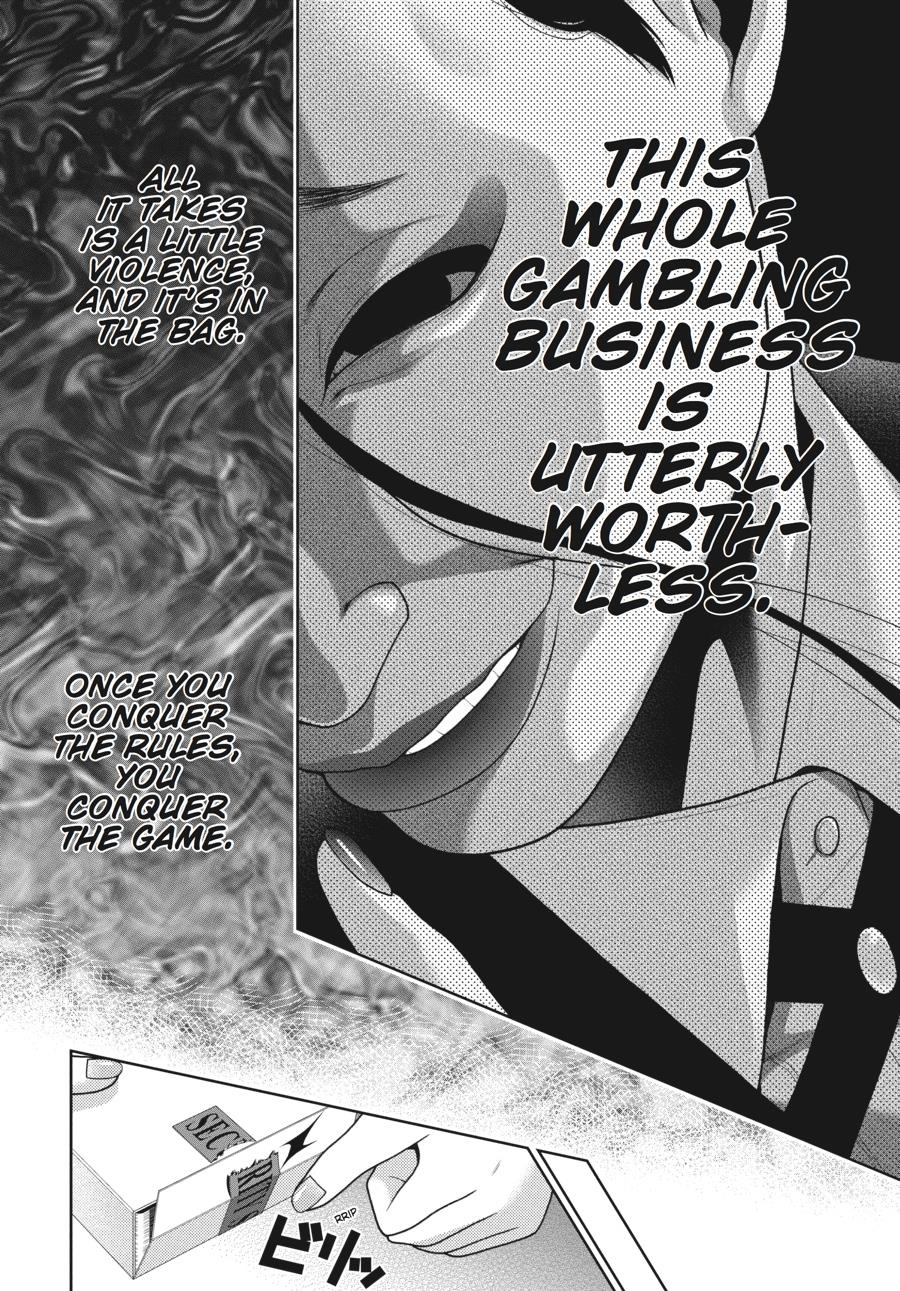 THIS
WHOLE
GAMBLING
BUSINESS
IS
UTTERLY
WORTH-
LESS.
ALL
IT TAKES
IS A LITTLE
VIOLENCE,
AND IT'S IN
THE BAG.
ONCE YOU
CONQUER
THE RULES,
YOU
CONQUER
THE GAME.
RRIP
ビリッ